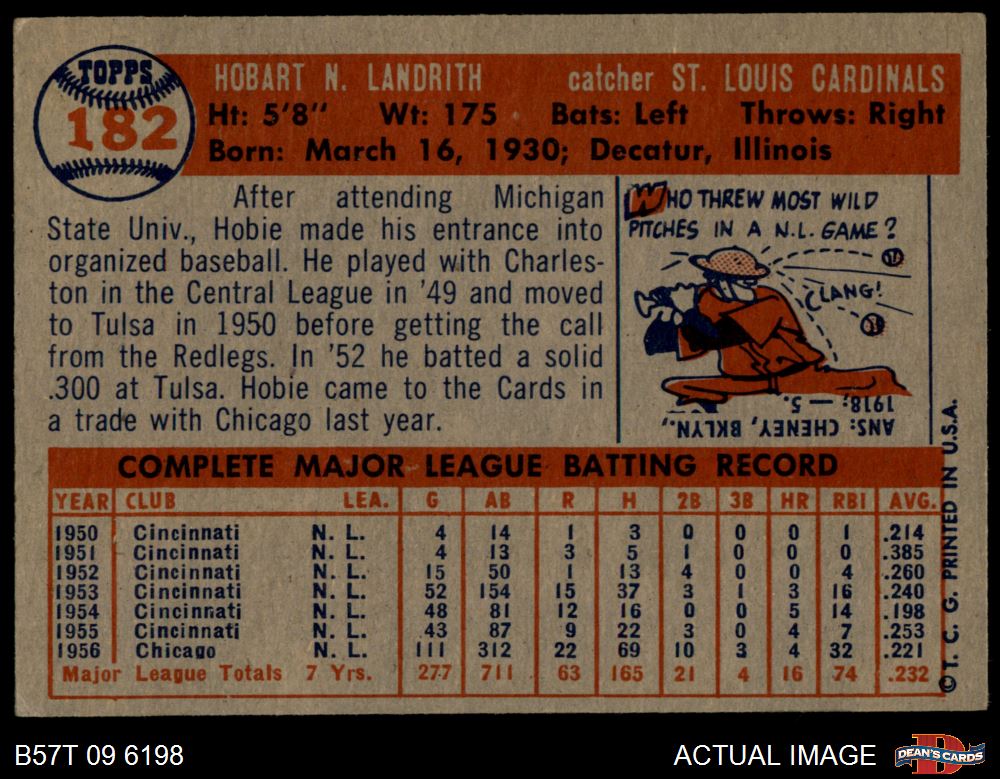 TOPPS
182
HOBART N. LANDRITH catcher ST. LOUIS CARDINALS
Ht: 5'8" Wt: 175 Bats: Left Throws: Right
Born: March 16, 1930; Decatur, Illinois
After attending Michigan
State Univ., Hobie made his entrance into
organized baseball. He played with Charles-
ton in the Central League in '49 and moved
to Tulsa in 1950 before getting the call
from the Redlegs. In '52 he batted a solid
.300 at Tulsa. Hobie came to the Cards in
a trade with Chicago last year.
WHO THREW MOST WILD
PITCHES IN A N.L. GAME?
CLANG!
ANS: CHENEY, BKLYN.,
1918; — 5.
COMPLETE MAJOR LEAGUE BATTING RECORD
YEAR CLUB LEA. G AB R H 2B 3B HR RBI AVG.
1950 Cincinnati N. L. 4 14 1 3 0 0 0 1 .214
1951 Cincinnati N. L. 4 13 3 5 1 0 0 0 .385
1952 Cincinnati N. L. 15 50 1 13 4 0 0 4 .260
1953 Cincinnati N. L. 52 154 15 37 3 1 3 16 .240
1954 Cincinnati N. L. 48 81 12 16 0 0 5 14 .198
1955 Cincinnati N. L. 43 87 9 22 3 0 4 7 .253
1956 Chicago N. L. 111 312 22 69 10 3 4 32 .221
Major League Totals 7 Yrs. 277 711 63 165 21 4 16 74 .232
©T. C. G. PRINTED IN U.S.A.
B57T 09 6198 ACTUAL IMAGE
DEAN'S CARDS